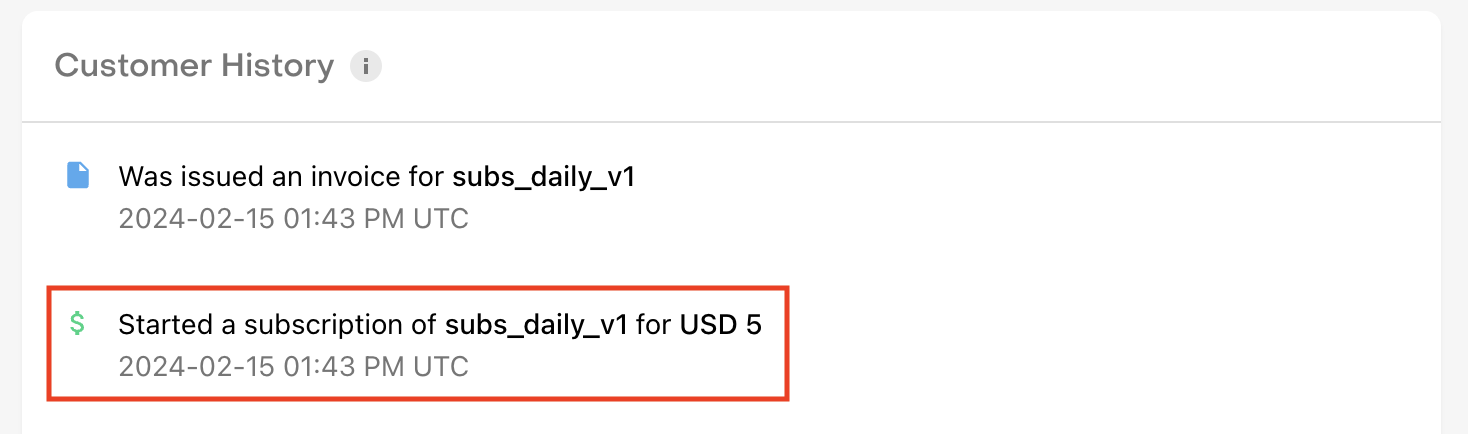 Customer History i
Was issued an invoice for subs_daily_v1
2024-02-15 01:43 PM UTC
$ Started a subscription of subs_daily_v1 for USD 5
2024-02-15 01:43 PM UTC